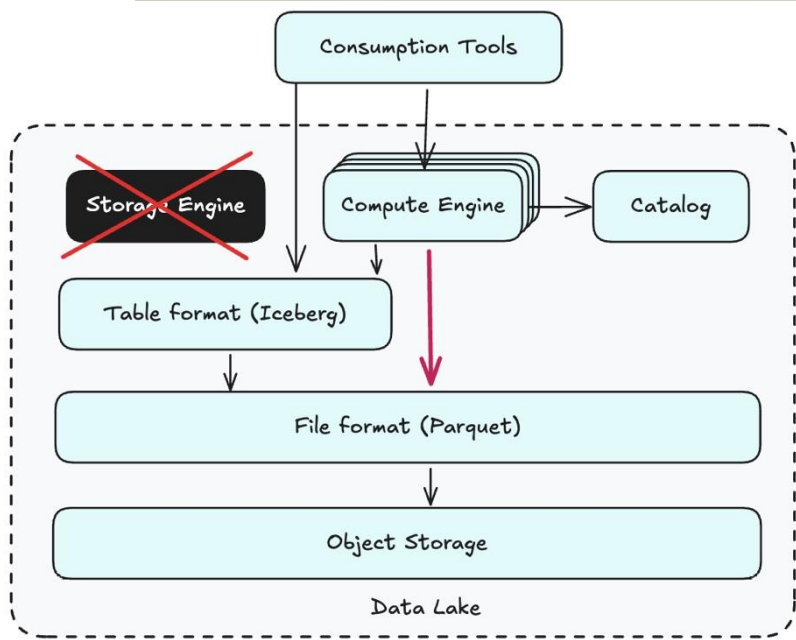 Consumption Tools
Storage Engine
Compute Engine
Catalog
Table format (Iceberg)
File format (Parquet)
Object Storage
Data Lake